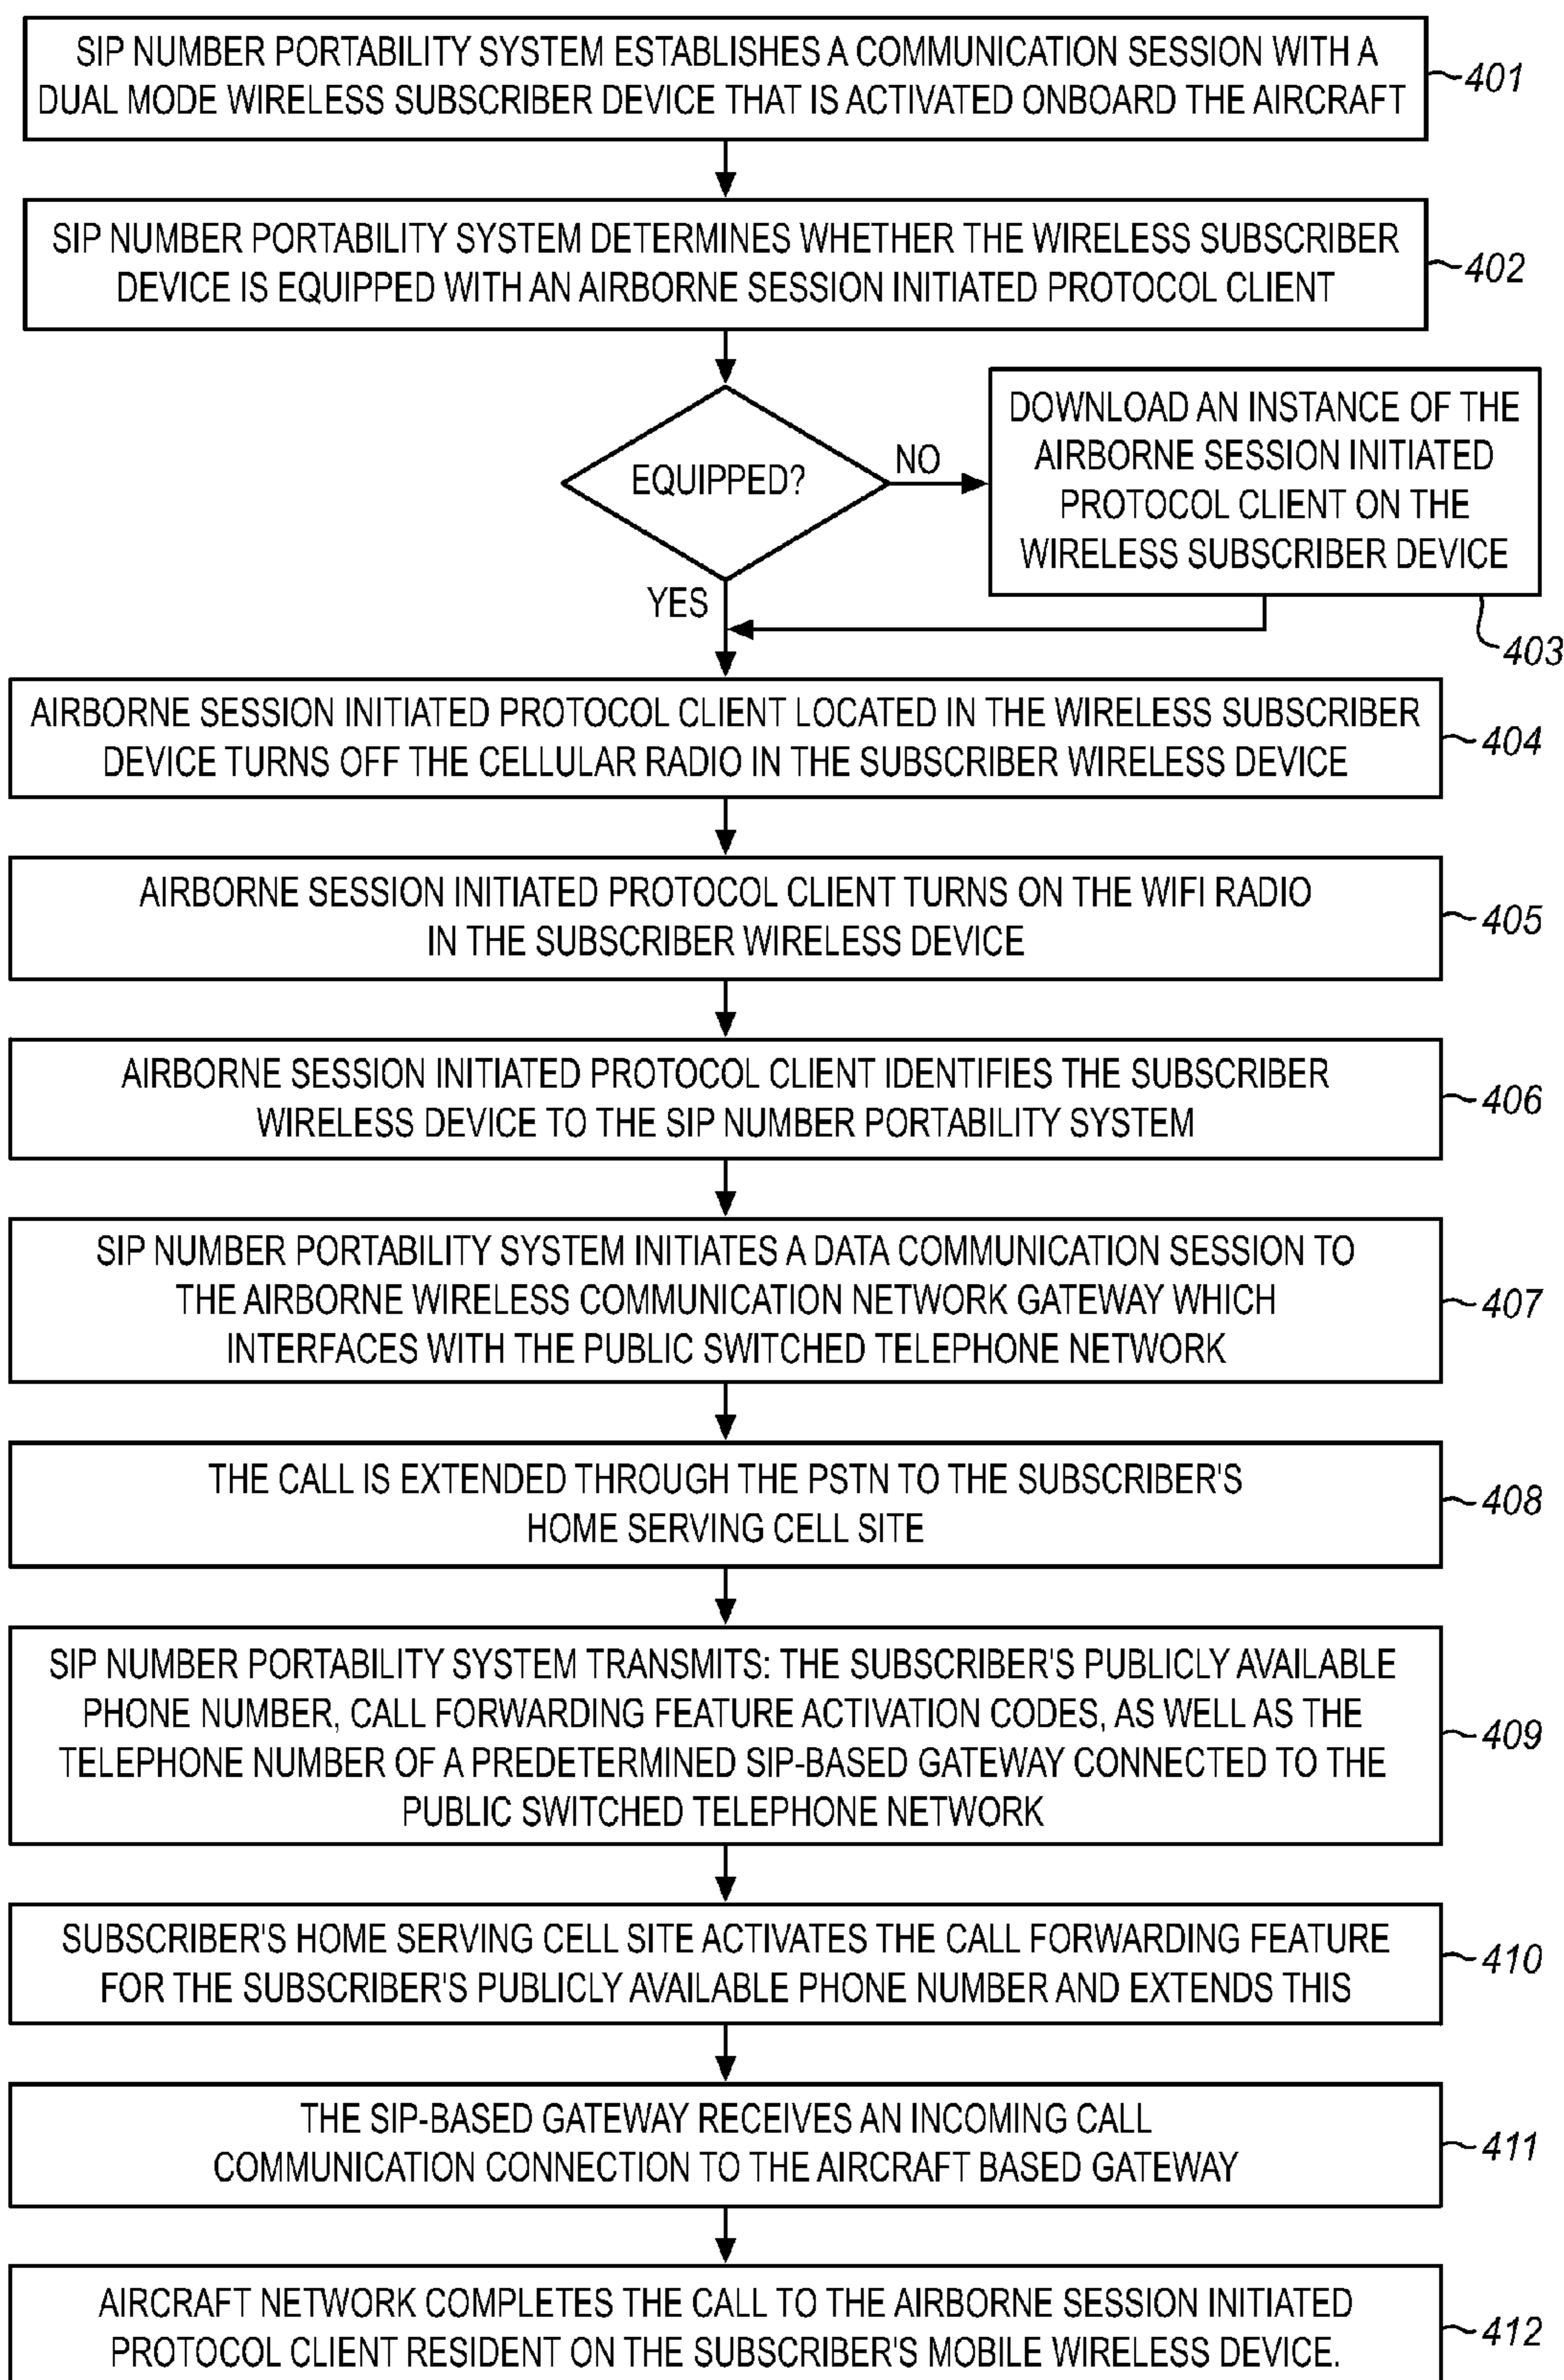 SIP NUMBER PORTABILITY SYSTEM ESTABLISHES A COMMUNICATION SESSION WITH A
DUAL MODE WIRELESS SUBSCRIBER DEVICE THAT IS ACTIVATED ONBOARD THE AIRCRAFT
401
SIP NUMBER PORTABILITY SYSTEM DETERMINES WHETHER THE WIRELESS SUBSCRIBER
DEVICE IS EQUIPPED WITH AN AIRBORNE SESSION INITIATED PROTOCOL CLIENT
402
EQUIPPED?
NO
DOWNLOAD AN INSTANCE OF THE
AIRBORNE SESSION INITIATED
PROTOCOL CLIENT ON THE
WIRELESS SUBSCRIBER DEVICE
403
YES
AIRBORNE SESSION INITIATED PROTOCOL CLIENT LOCATED IN THE WIRELESS SUBSCRIBER
DEVICE TURNS OFF THE CELLULAR RADIO IN THE SUBSCRIBER WIRELESS DEVICE
404
AIRBORNE SESSION INITIATED PROTOCOL CLIENT TURNS ON THE WIFI RADIO
IN THE SUBSCRIBER WIRELESS DEVICE
405
AIRBORNE SESSION INITIATED PROTOCOL CLIENT IDENTIFIES THE SUBSCRIBER
WIRELESS DEVICE TO THE SIP NUMBER PORTABILITY SYSTEM
406
SIP NUMBER PORTABILITY SYSTEM INITIATES A DATA COMMUNICATION SESSION TO
THE AIRBORNE WIRELESS COMMUNICATION NETWORK GATEWAY WHICH
INTERFACES WITH THE PUBLIC SWITCHED TELEPHONE NETWORK
407
THE CALL IS EXTENDED THROUGH THE PSTN TO THE SUBSCRIBER'S
HOME SERVING CELL SITE
408
SIP NUMBER PORTABILITY SYSTEM TRANSMITS: THE SUBSCRIBER'S PUBLICLY AVAILABLE
PHONE NUMBER, CALL FORWARDING FEATURE ACTIVATION CODES, AS WELL AS THE
TELEPHONE NUMBER OF A PREDETERMINED SIP-BASED GATEWAY CONNECTED TO THE
PUBLIC SWITCHED TELEPHONE NETWORK
409
SUBSCRIBER'S HOME SERVING CELL SITE ACTIVATES THE CALL FORWARDING FEATURE
FOR THE SUBSCRIBER'S PUBLICLY AVAILABLE PHONE NUMBER AND EXTENDS THIS
410
THE SIP-BASED GATEWAY RECEIVES AN INCOMING CALL
COMMUNICATION CONNECTION TO THE AIRCRAFT BASED GATEWAY
411
AIRCRAFT NETWORK COMPLETES THE CALL TO THE AIRBORNE SESSION INITIATED
PROTOCOL CLIENT RESIDENT ON THE SUBSCRIBER'S MOBILE WIRELESS DEVICE.
412